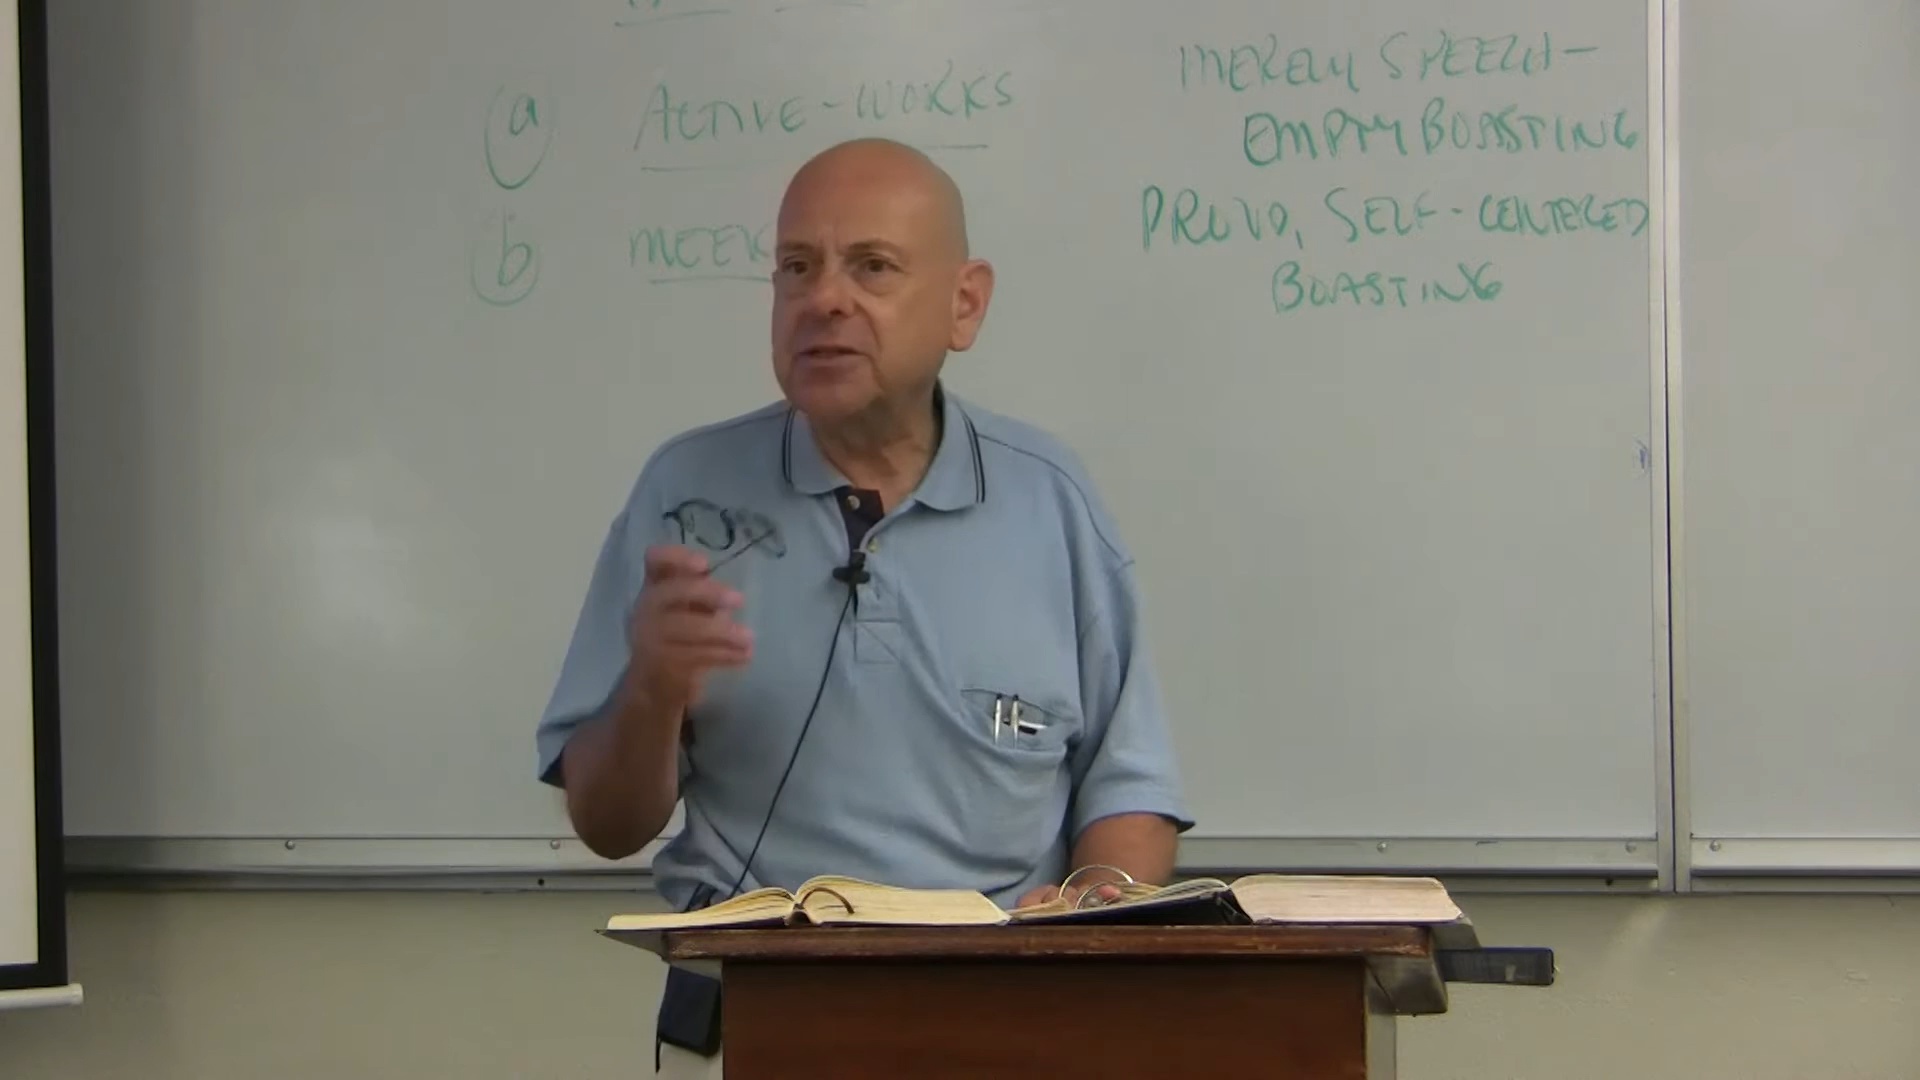 a ACTIVE-WORKS
MERELY SPEECH-
EMPTY BOASTING
b MEEK
PROUD, SELF-CENTERED
BOASTING